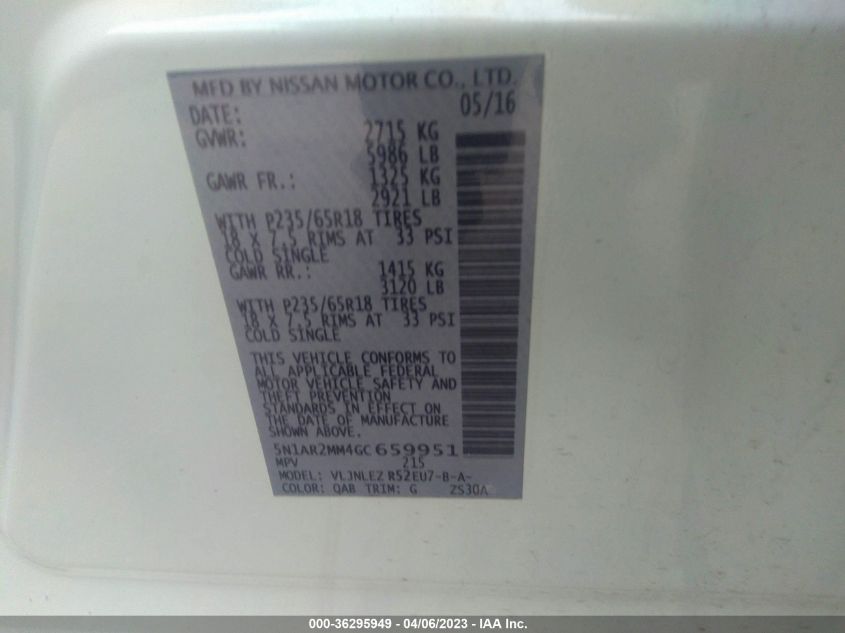 MFD BY NISSAN MOTOR CO., LTD.
DATE: 05/16
GVWR: 2715 KG
5986 LB
GAWR FR.: 1325 KG
2921 LB
WITH P235/65R18 TIRES
18 X 7.5 RIMS AT 33 PSI
COLD SINGLE
GAWR RR.: 1415 KG
3120 LB
WITH P235/65R18 TIRES
18 X 7.5 RIMS AT 33 PSI
COLD SINGLE
THIS VEHICLE CONFORMS TO
ALL APPLICABLE FEDERAL
MOTOR VEHICLE SAFETY AND
THEFT PREVENTION
STANDARDS IN EFFECT ON
THE DATE OF MANUFACTURE
SHOWN ABOVE.
5N1AR2MM4GC659951
MPV 215
MODEL: VLJNLEZ R52EU7-B-A-
COLOR: QAB TRIM: G ZS30A
000-36295949 - 04/06/2023 - IAA Inc.